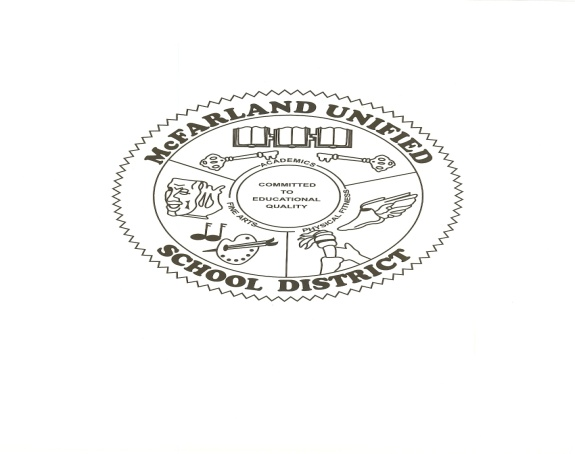 McFARLAND UNIFIED
ACADEMICS
COMMITTED
TO
EDUCATIONAL
QUALITY
FINE ARTS
PHYSICAL FITNESS
SCHOOL DISTRICT